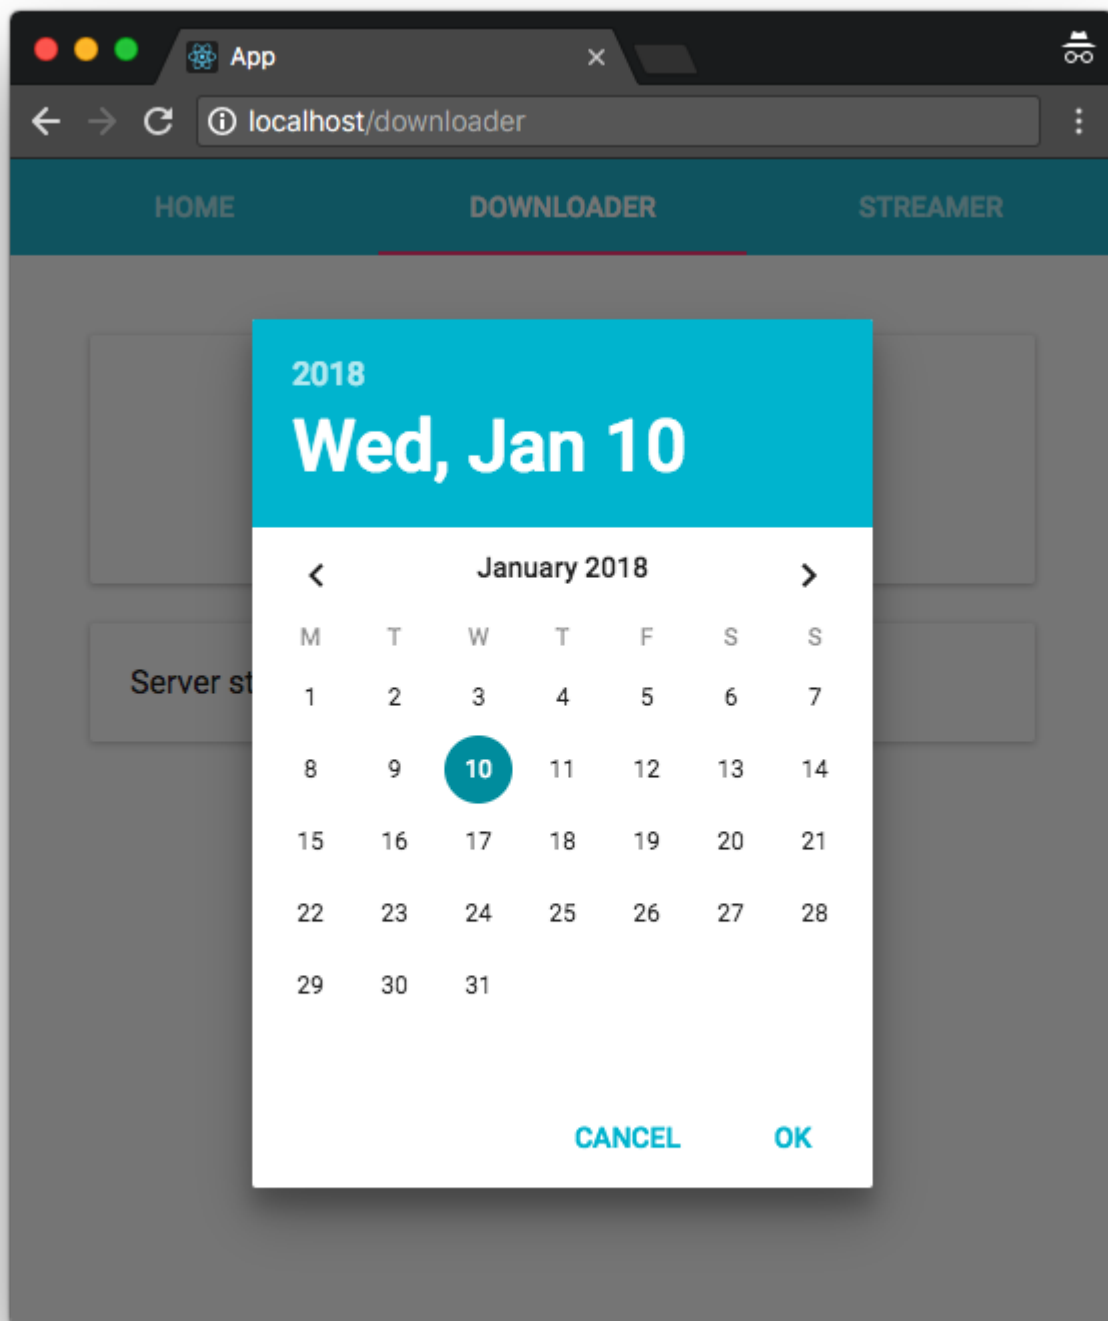 App
localhost/downloader
HOME DOWNLOADER STREAMER
2018
Wed, Jan 10
January 2018
M T W T F S S
1 2 3 4 5 6 7
Server
8 9 10 11 12 13 14
15 16 17 18 19 20 21
22 23 24 25 26 27 28
29 30 31
CANCEL OK